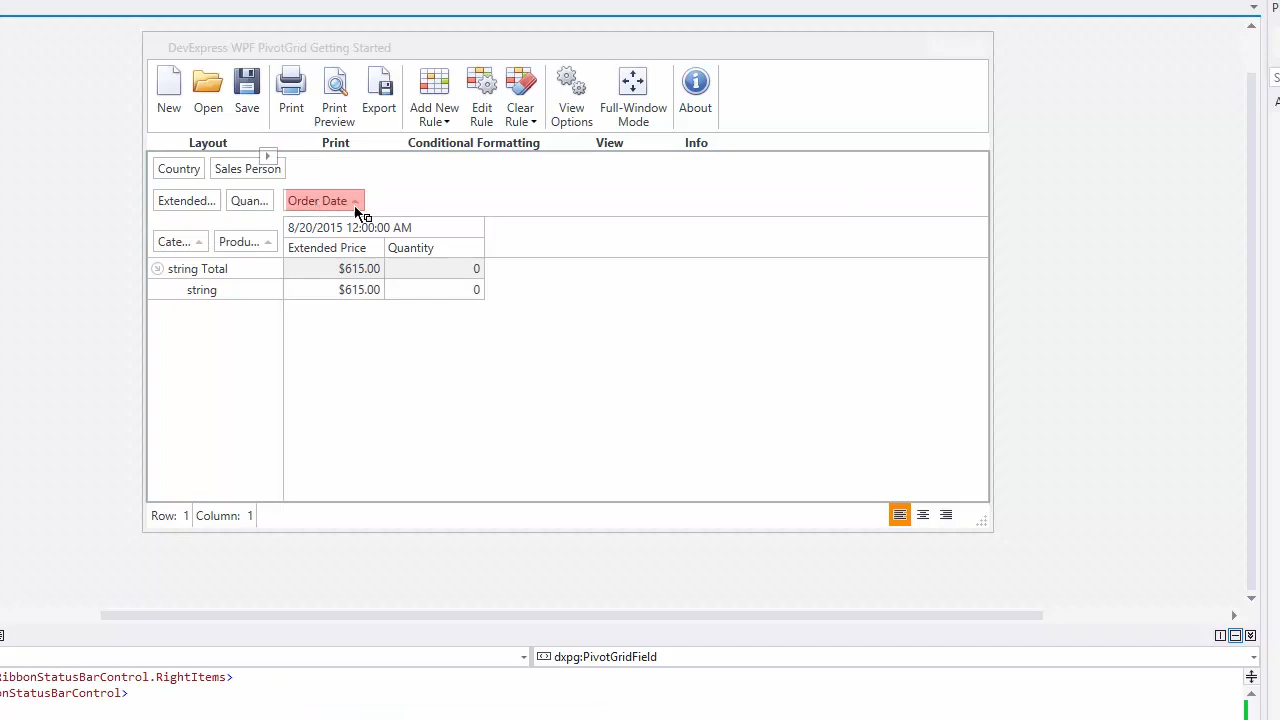 P
DevExpress WPF PivotGrid Getting Started
New Open Save Print Print Preview Export Add New Rule Edit Rule Clear Rule View Options Full-Window Mode About
Layout Print Conditional Formatting View Info
Country Sales Person
Extended... Quan... Order Date
8/20/2015 12:00:00 AM
Cate... Produ... Extended Price Quantity
string Total $615.00 0
string $615.00 0
Row: 1 Column: 1
dxpg:PivotGridField
RibbonStatusBarControl.RightItems>
onStatusBarControl>